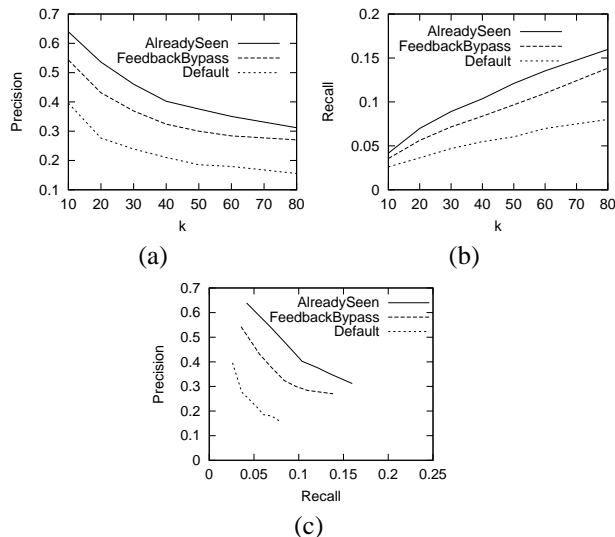 0.7
0.6
0.5
0.4
0.3
0.2
0.1
Precision
10 20 30 40 50 60 70 80
k
AlreadySeen
FeedbackBypass
Default
(a)
0.2
0.15
0.1
0.05
0
Recall
10 20 30 40 50 60 70 80
k
AlreadySeen
FeedbackBypass
Default
(b)
0.7
0.6
0.5
0.4
0.3
0.2
0.1
0
Precision
0 0.05 0.1 0.15 0.2 0.25
Recall
AlreadySeen
FeedbackBypass
Default
(c)